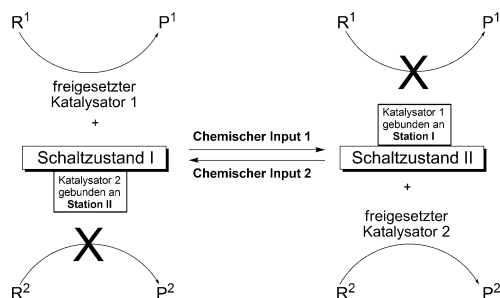 R1 P1
freigesetzter
Katalysator 1
+
Schaltzustand I
Katalysator 2
gebunden an
Station II
X
R2 P2
Chemischer Input 1
Chemischer Input 2
R1 P1
X
Katalysator 1
gebunden an
Station I
Schaltzustand II
+
freigesetzter
Katalysator 2
R2 P2